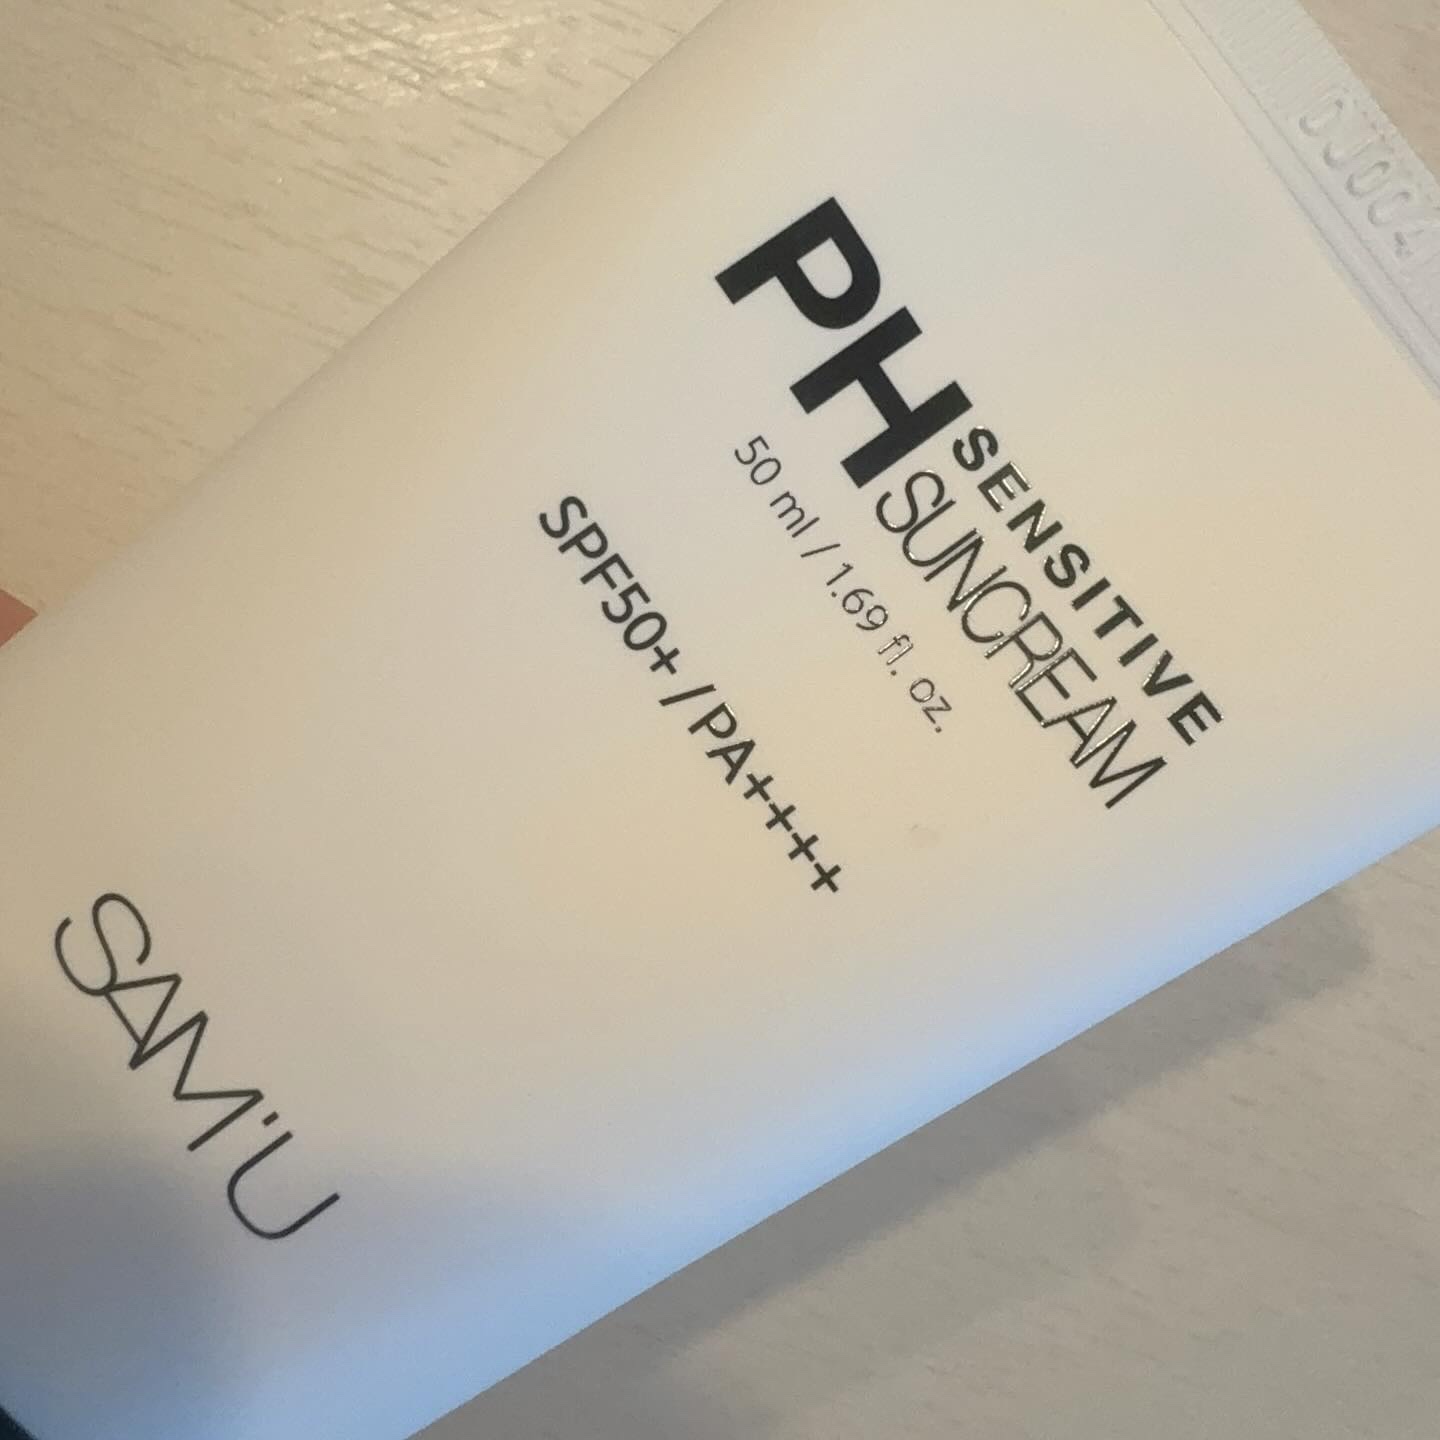 PH SENSITIVE
SUNCREAM
50 ml / 1.69 fl. oz.
SPF50+ / PA++++
SAM'U